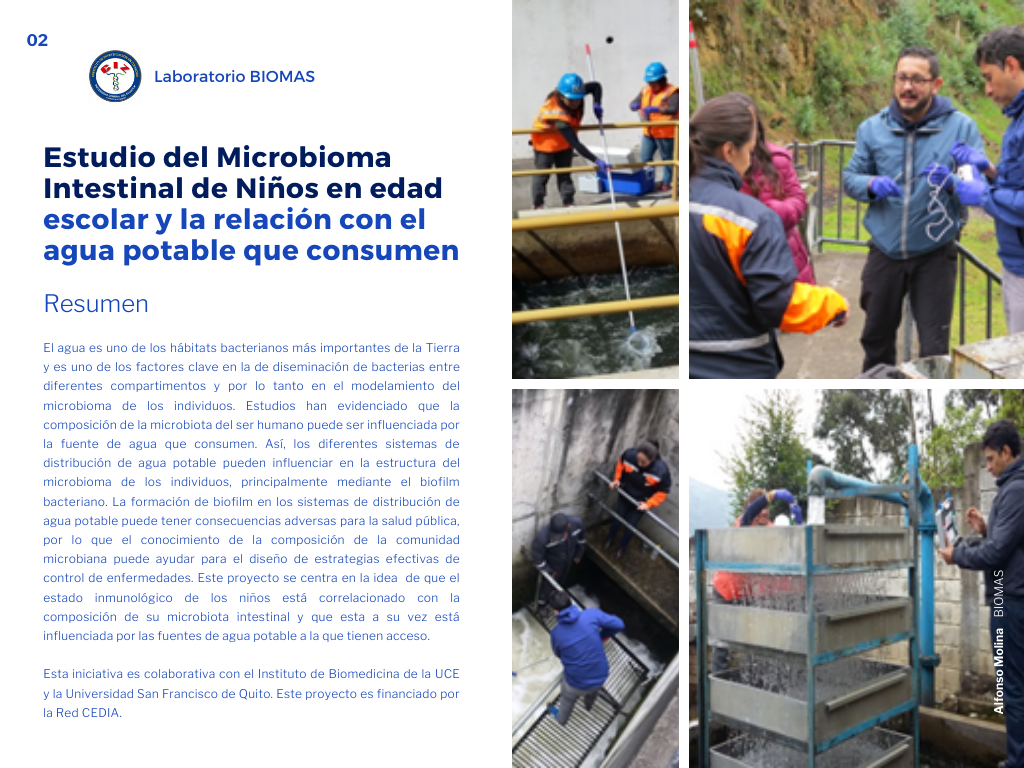 02
Laboratorio BIOMAS
Estudio del Microbioma
Intestinal de Niños en edad
escolar y la relación con el
agua potable que consumen
Resumen
El agua es uno de los hábitats bacterianos más importantes de la Tierra
y es uno de los factores clave en la de diseminación de bacterias entre
diferentes compartimentos y por lo tanto en el modelamiento del
microbioma de los individuos. Estudios han evidenciado que la
composición de la microbiota del ser humano puede ser influenciada por
la fuente de agua que consumen. Así, los diferentes sistemas de
distribución de agua potable pueden influenciar en la estructura del
microbioma de los individuos, principalmente mediante el biofilm
bacteriano. La formación de biofilm en los sistemas de distribución de
agua potable puede tener consecuencias adversas para la salud pública,
por lo que el conocimiento de la composición de la comunidad
microbiana puede ayudar para el diseño de estrategias efectivas de
control de enfermedades. Este proyecto se centra en la idea de que el
estado inmunológico de los niños está correlacionado con la
composición de su microbiota intestinal y que esta a su vez está
influenciada por las fuentes de agua potable a la que tienen acceso.
Esta iniciativa es colaborativa con el Instituto de Biomedicina de la UCE
y la Universidad San Francisco de Quito. Este proyecto es financiado por
la Red CEDIA.
Alfonso Molina BIOMAS